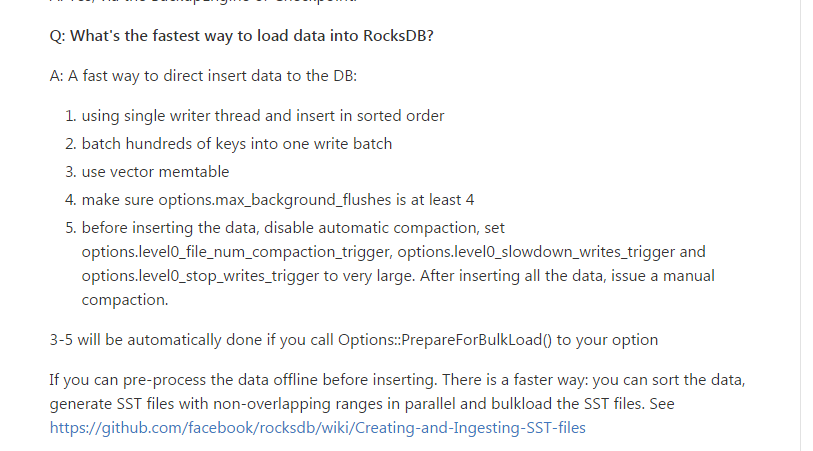 Q: What's the fastest way to load data into RocksDB?
A: A fast way to direct insert data to the DB:
1. using single writer thread and insert in sorted order
2. batch hundreds of keys into one write batch
3. use vector memtable
4. make sure options.max_background_flushes is at least 4
5. before inserting the data, disable automatic compaction, set
options.level0_file_num_compaction_trigger, options.level0_slowdown_writes_trigger and
options.level0_stop_writes_trigger to very large. After inserting all the data, issue a manual
compaction.
3-5 will be automatically done if you call Options::PrepareForBulkLoad() to your option
If you can pre-process the data offline before inserting. There is a faster way: you can sort the data,
generate SST files with non-overlapping ranges in parallel and bulkload the SST files. See
https://github.com/facebook/rocksdb/wiki/Creating-and-Ingesting-SST-files